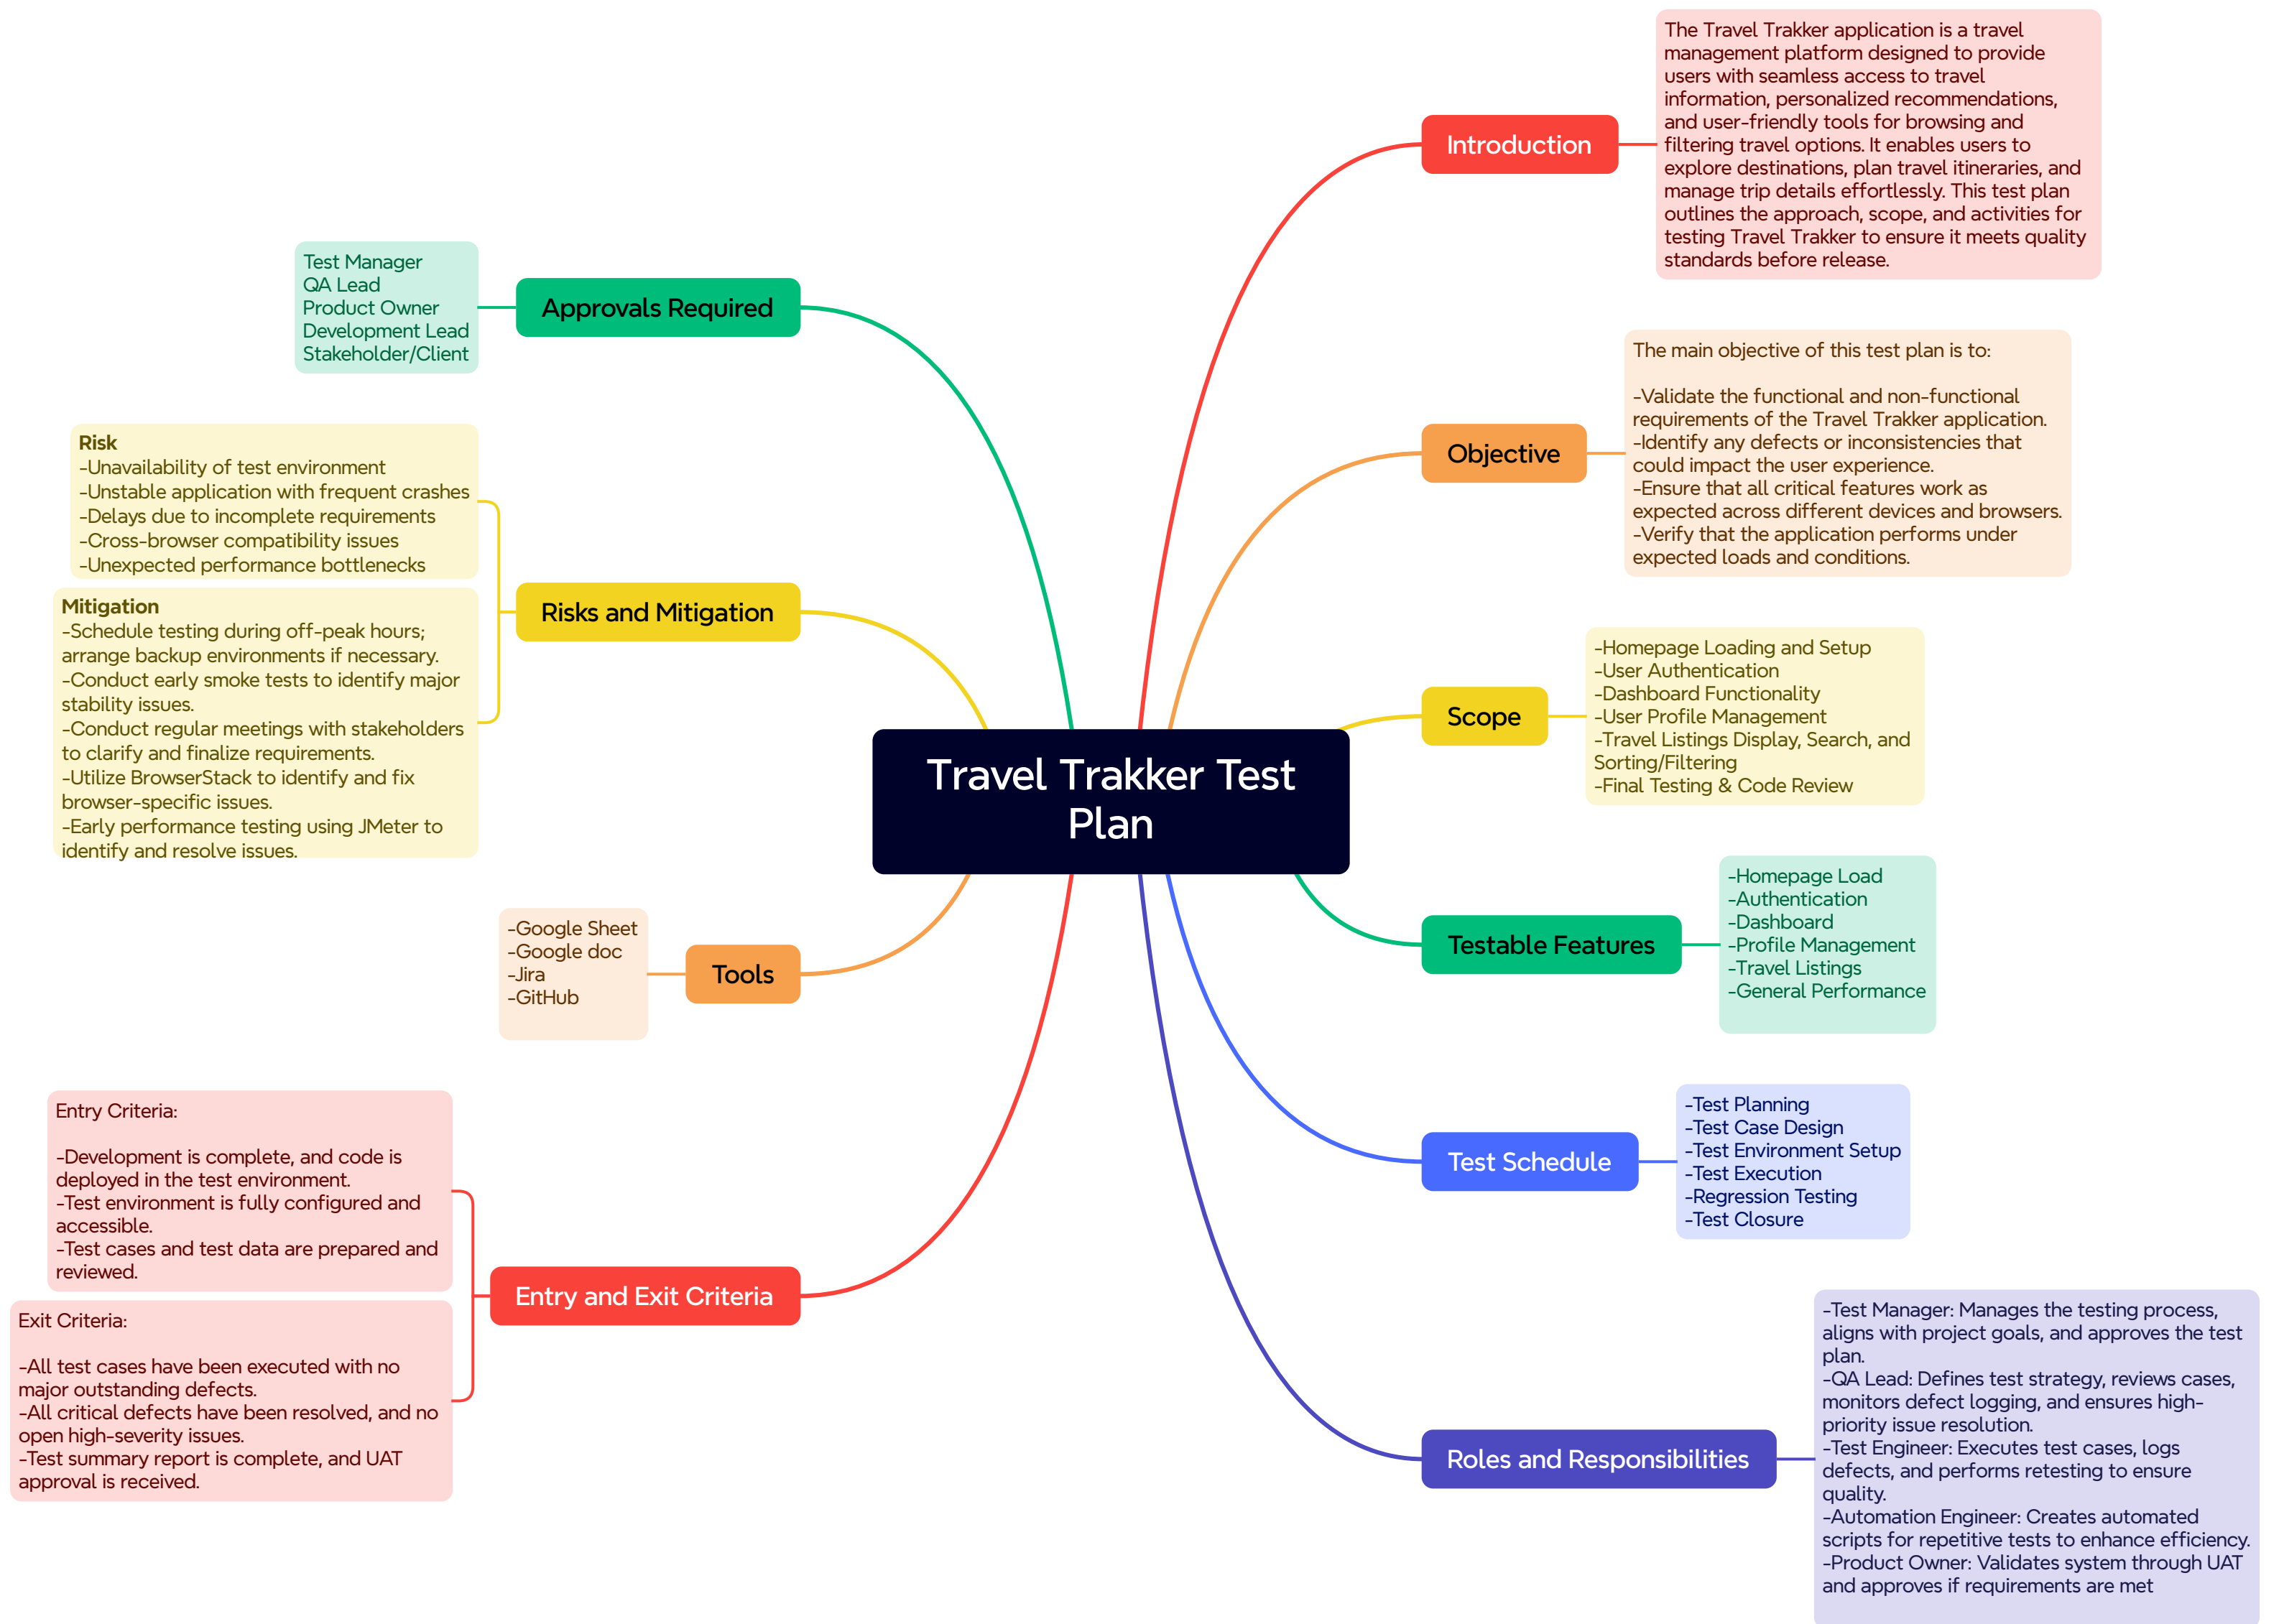 Travel Trakker Test
Plan
Introduction
The Travel Trakker application is a travel
management platform designed to provide
users with seamless access to travel
information, personalized recommendations,
and user-friendly tools for browsing and
filtering travel options. It enables users to
explore destinations, plan travel itineraries, and
manage trip details effortlessly. This test plan
outlines the approach, scope, and activities for
testing Travel Trakker to ensure it meets quality
standards before release.
Objective
The main objective of this test plan is to:
-Validate the functional and non-functional
requirements of the Travel Trakker application.
-Identify any defects or inconsistencies that
could impact the user experience.
-Ensure that all critical features work as
expected across different devices and browsers.
-Verify that the application performs under
expected loads and conditions.
Scope
-Homepage Loading and Setup
-User Authentication
-Dashboard Functionality
-User Profile Management
-Travel Listings Display, Search, and
Sorting/Filtering
-Final Testing & Code Review
Testable Features
-Homepage Load
-Authentication
-Dashboard
-Profile Management
-Travel Listings
-General Performance
Test Schedule
-Test Planning
-Test Case Design
-Test Environment Setup
-Test Execution
-Regression Testing
-Test Closure
Roles and Responsibilities
-Test Manager: Manages the testing process,
aligns with project goals, and approves the test
plan.
-QA Lead: Defines test strategy, reviews cases,
monitors defect logging, and ensures high-
priority issue resolution.
-Test Engineer: Executes test cases, logs
defects, and performs retesting to ensure
quality.
-Automation Engineer: Creates automated
scripts for repetitive tests to enhance efficiency.
-Product Owner: Validates system through UAT
and approves if requirements are met
Approvals Required
Test Manager
QA Lead
Product Owner
Development Lead
Stakeholder/Client
Risks and Mitigation
Risk
-Unavailability of test environment
-Unstable application with frequent crashes
-Delays due to incomplete requirements
-Cross-browser compatibility issues
-Unexpected performance bottlenecks
Mitigation
-Schedule testing during off-peak hours;
arrange backup environments if necessary.
-Conduct early smoke tests to identify major
stability issues.
-Conduct regular meetings with stakeholders
to clarify and finalize requirements.
-Utilize BrowserStack to identify and fix
browser-specific issues.
-Early performance testing using JMeter to
identify and resolve issues.
Tools
-Google Sheet
-Google doc
-Jira
-GitHub
Entry and Exit Criteria
Entry Criteria:
-Development is complete, and code is
deployed in the test environment.
-Test environment is fully configured and
accessible.
-Test cases and test data are prepared and
reviewed.
Exit Criteria:
-All test cases have been executed with no
major outstanding defects.
-All critical defects have been resolved, and no
open high-severity issues.
-Test summary report is complete, and UAT
approval is received.